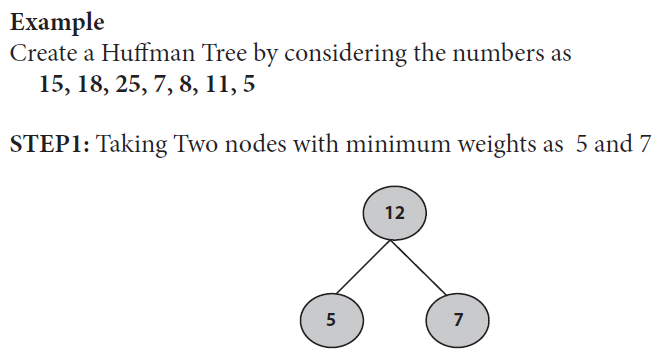 Example
Create a Huffman Tree by considering the numbers as
15, 18, 25, 7, 8, 11, 5
STEP1: Taking Two nodes with minimum weights as 5 and 7
12
5 7